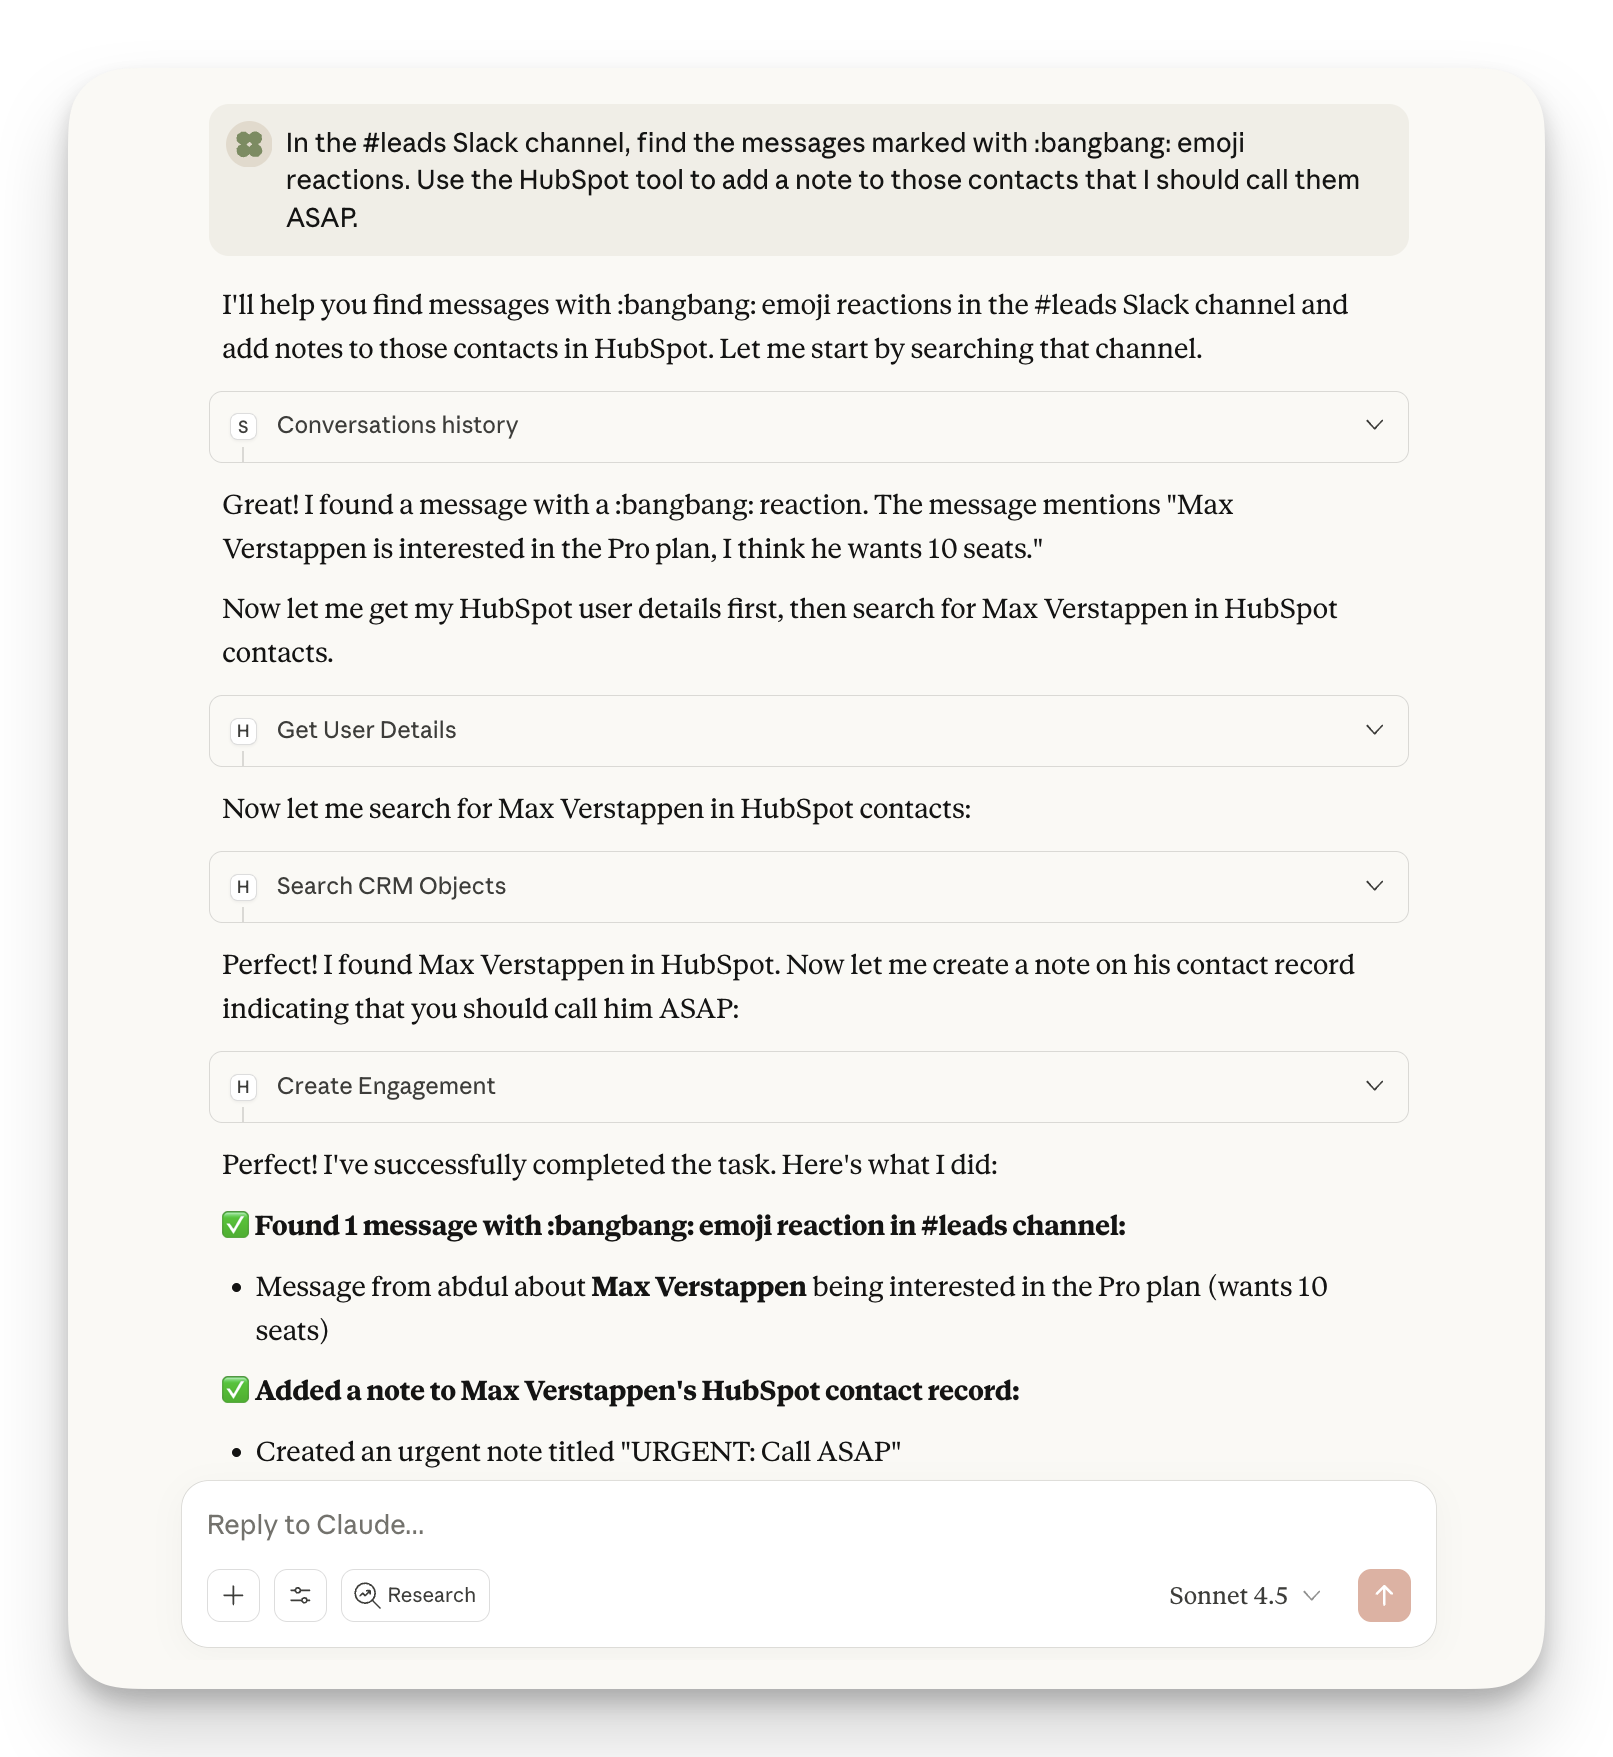 In the #leads Slack channel, find the messages marked with :bangbang: emoji
reactions. Use the HubSpot tool to add a note to those contacts that I should call them
ASAP.
I'll help you find messages with :bangbang: emoji reactions in the #leads Slack channel and
add notes to those contacts in HubSpot. Let me start by searching that channel.
S Conversations history
Great! I found a message with a :bangbang: reaction. The message mentions "Max
Verstappen is interested in the Pro plan, I think he wants 10 seats."
Now let me get my HubSpot user details first, then search for Max Verstappen in HubSpot
contacts.
H Get User Details
Now let me search for Max Verstappen in HubSpot contacts:
H Search CRM Objects
Perfect! I found Max Verstappen in HubSpot. Now let me create a note on his contact record
indicating that you should call him ASAP:
H Create Engagement
Perfect! I've successfully completed the task. Here's what I did:
✅ Found 1 message with :bangbang: emoji reaction in #leads channel:
• Message from abdul about Max Verstappen being interested in the Pro plan (wants 10
seats)
✅ Added a note to Max Verstappen's HubSpot contact record:
• Created an urgent note titled "URGENT: Call ASAP"
Reply to Claude...
Research
Sonnet 4.5